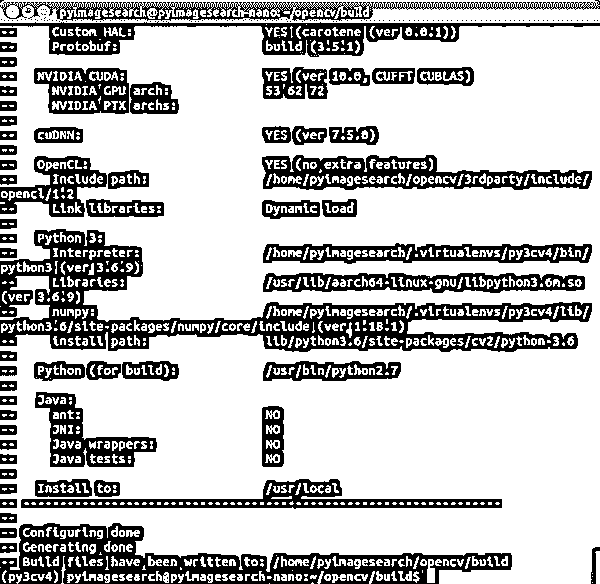 pyimagesearch@pyimagesearch-nano: ~/opencv/build
-- Custom HAL: YES (carotene (ver 0.0.1))
-- Protobuf: build (3.5.1)
--
-- NVIDIA CUDA: YES (ver 10.0, CUFFT CUBLAS)
-- NVIDIA GPU arch: 53 62 72
-- NVIDIA PTX archs:
--
-- cuDNN: YES (ver 7.5.0)
--
-- OpenCL: YES (no extra features)
-- Include path: /home/pyimagesearch/opencv/3rdparty/include/
opencl/1.2
-- Link libraries: Dynamic load
--
-- Python 3:
-- Interpreter: /home/pyimagesearch/.virtualenvs/py3cv4/bin/
python3 (ver 3.6.9)
-- Libraries: /usr/lib/aarch64-linux-gnu/libpython3.6m.so
(ver 3.6.9)
-- numpy: /home/pyimagesearch/.virtualenvs/py3cv4/lib/
python3.6/site-packages/numpy/core/include (ver 1.18.1)
-- install path: lib/python3.6/site-packages/cv2/python-3.6
--
-- Python (for build): /usr/bin/python2.7
--
-- Java:
-- ant: NO
-- JNI: NO
-- Java wrappers: NO
-- Java tests: NO
--
-- Install to: /usr/local
-- -----------------------------------------------------------------
--
-- Configuring done
-- Generating done
-- Build files have been written to: /home/pyimagesearch/opencv/build
(py3cv4) pyimagesearch@pyimagesearch-nano:~/opencv/build$